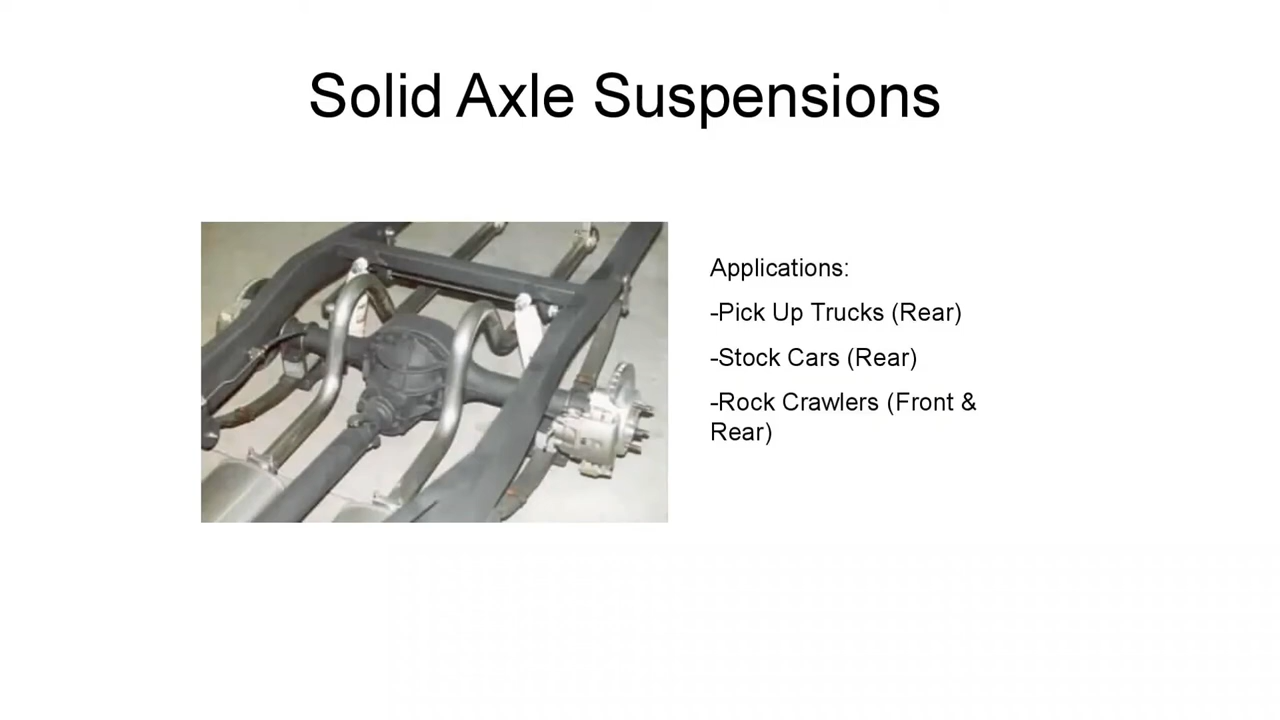 Solid Axle Suspensions
Applications:
-Pick Up Trucks (Rear)
-Stock Cars (Rear)
-Rock Crawlers (Front &
Rear)